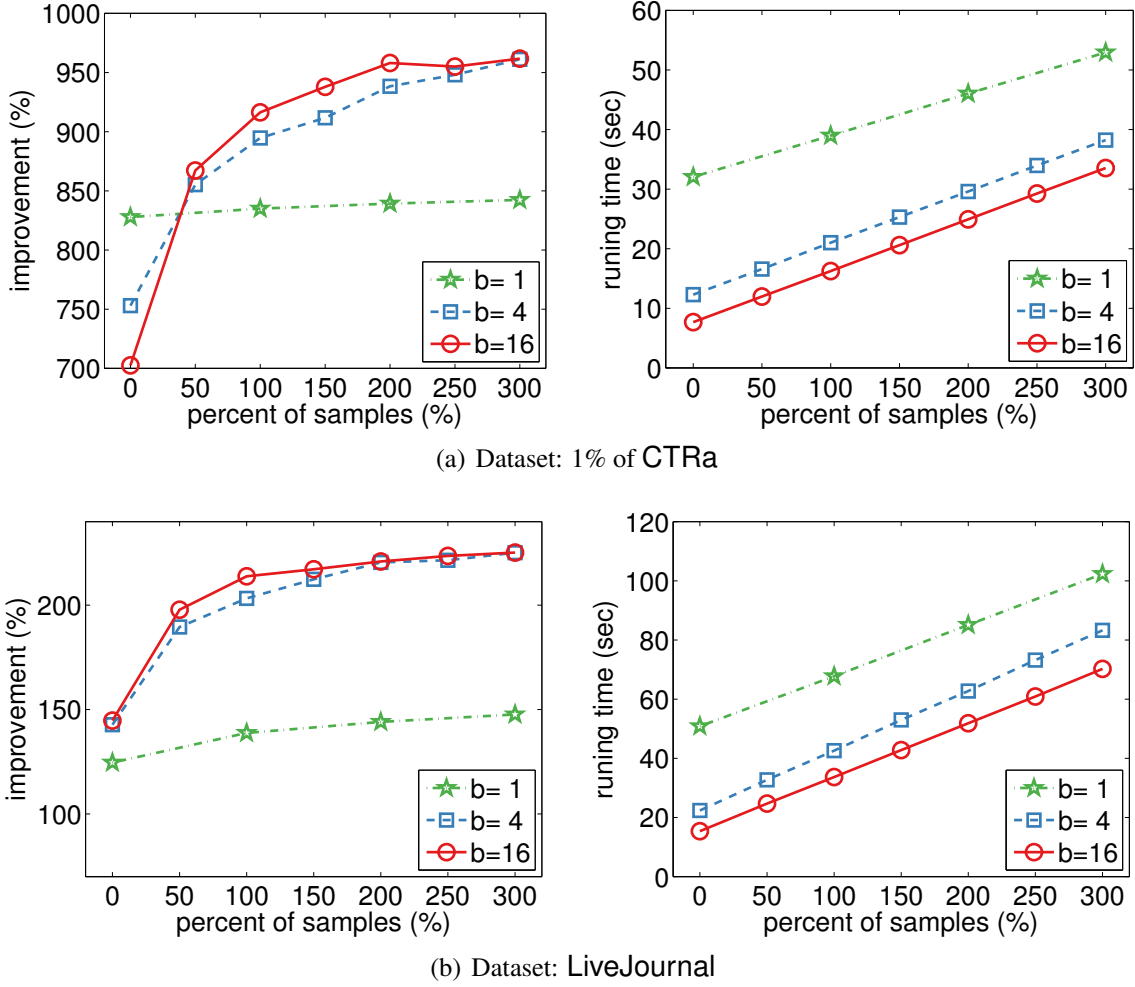 1000
950
900
850
800
750
700
improvement (%)
0 50 100 150 200 250 300
percent of samples (%)
b= 1
b= 4
b=16
60
50
40
30
20
10
0
runing time (sec)
0 50 100 150 200 250 300
percent of samples (%)
b= 1
b= 4
b=16
(a) Dataset: 1% of CTRa
200
150
100
improvement (%)
0 50 100 150 200 250 300
percent of samples (%)
b= 1
b= 4
b=16
120
100
80
60
40
20
0
runing time (sec)
0 50 100 150 200 250 300
percent of samples (%)
b= 1
b= 4
b=16
(b) Dataset: LiveJournal